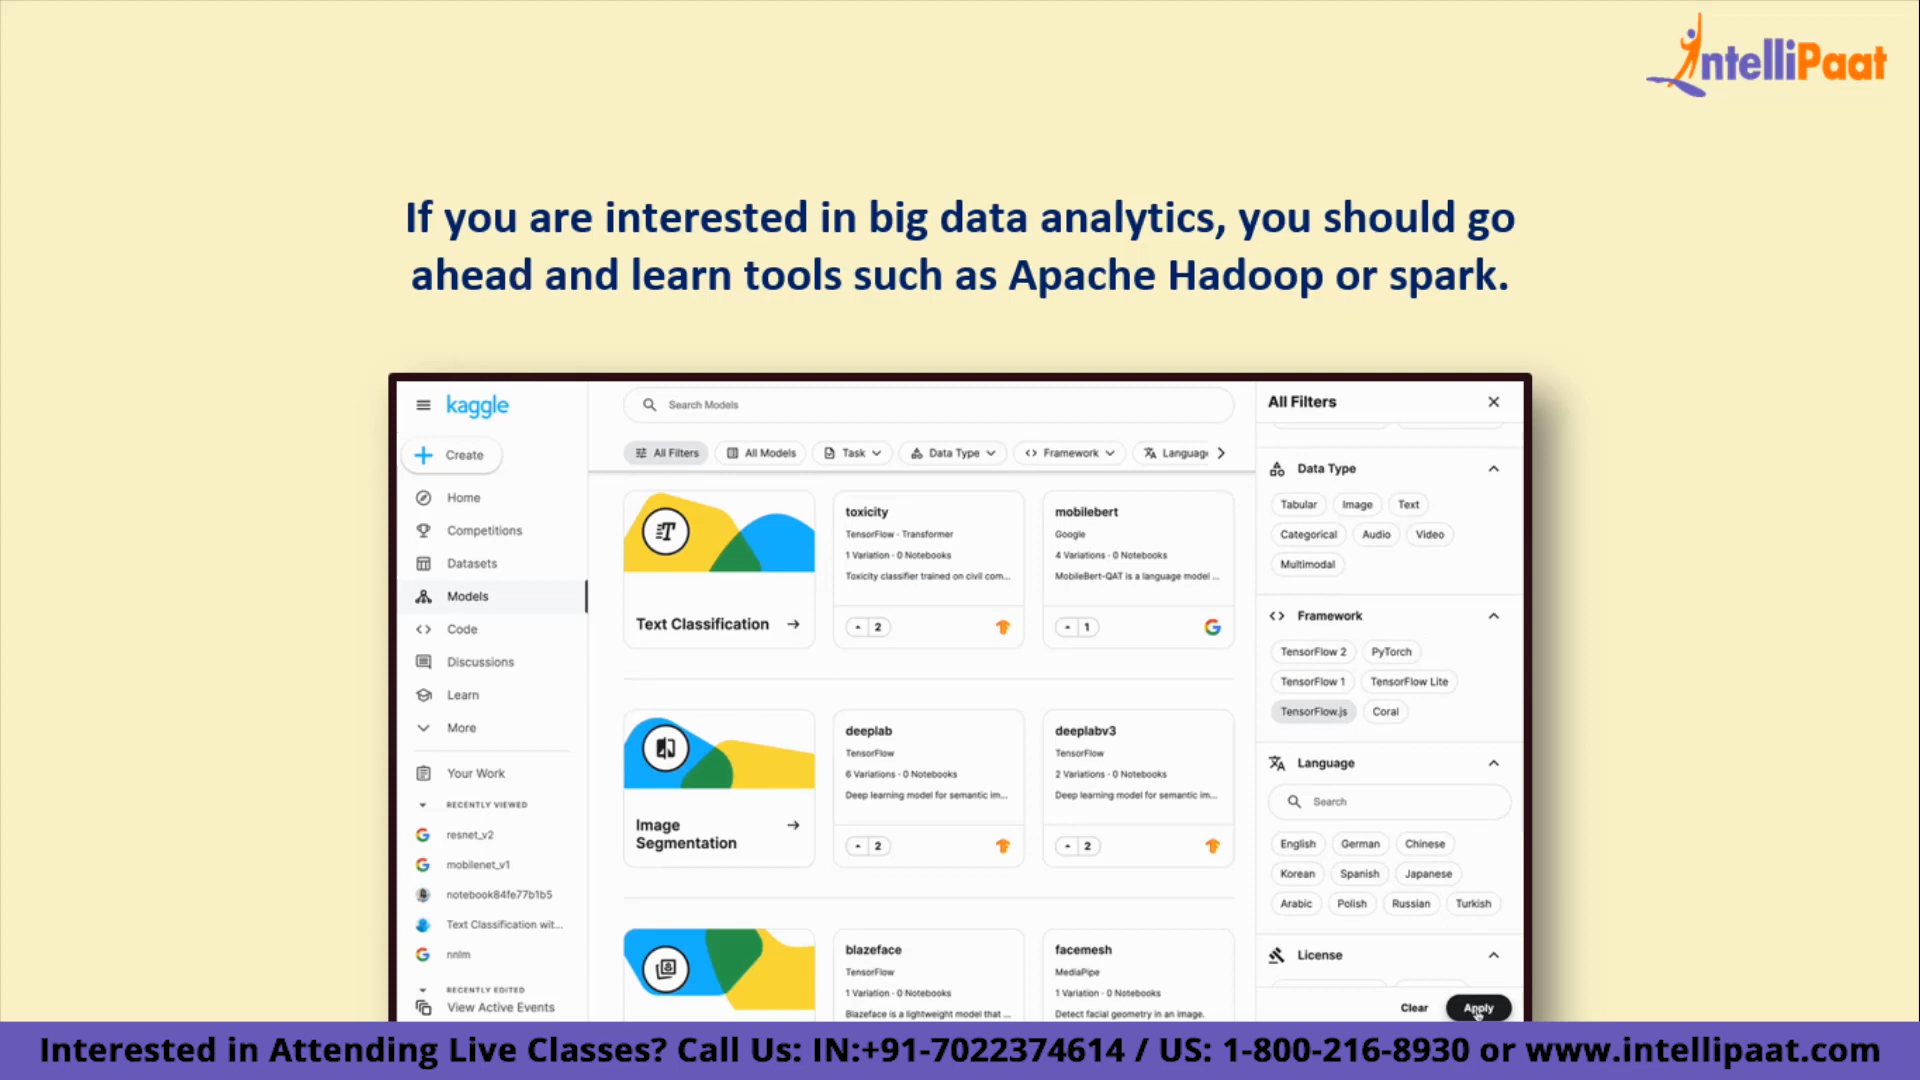 IntelliPaat
If you are interested in big data analytics, you should go
ahead and learn tools such as Apache Hadoop or spark.
kaggle
Create
Home
Competitions
Datasets
Models
Code
Discussions
Learn
More
Your Work
RECENTLY VIEWED
resnet_v2
mobilenet_v1
notebook84fe77b1b5
Text Classification wit...
nnlm
RECENTLY EDITED
View Active Events
Search Models
All Filters
All Models
Task
Data Type
Framework
Languag
Text Classification
toxicity
TensorFlow · Transformer
1 Variation · 0 Notebooks
Toxicity classifier trained on civil com...
2
mobilebert
Google
4 Variations · 0 Notebooks
MobileBert-QAT is a language model ...
1
Image
Segmentation
deeplab
TensorFlow
6 Variations · 0 Notebooks
Deep learning model for semantic im...
2
deeplabv3
TensorFlow
2 Variations · 0 Notebooks
Deep learning model for semantic im...
2
blazeface
TensorFlow
1 Variation · 0 Notebooks
Blazeface is a lightweight model that ...
facemesh
MediaPipe
1 Variation · 0 Notebooks
Detect facial geometry in an image.
All Filters
Data Type
Tabular Image Text
Categorical Audio Video
Multimodal
Framework
TensorFlow 2 PyTorch
TensorFlow 1 TensorFlow Lite
TensorFlow.js Coral
Language
Search
English German Chinese
Korean Spanish Japanese
Arabic Polish Russian Turkish
License
Clear Apply
Interested in Attending Live Classes? Call Us: IN:+91-7022374614 / US: 1-800-216-8930 or www.intellipaat.com